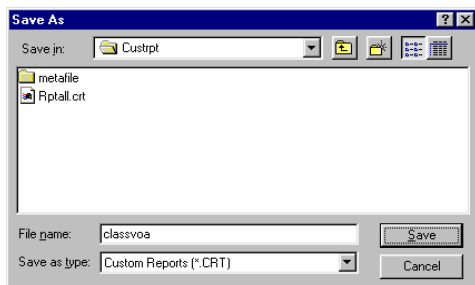 Save As
Save in: Custrpt
metafile
Rptall.crt
File name: classvoa Save
Save as type: Custom Reports (*.CRT) Cancel